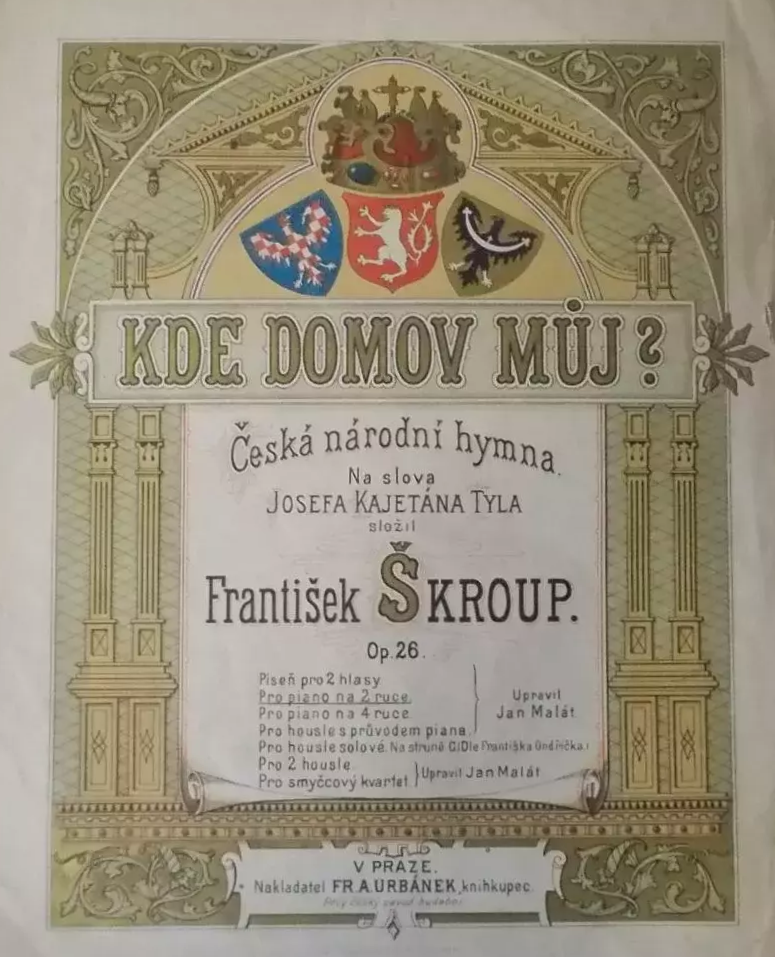 KDE DOMOV MŮJ?
Česká národní hymna.
Na slova
JOSEFA KAJETÁNA TYLA
složil
František ŠKROUP.
Op. 26.
Píseň pro 2 hlasy
Pro piano na 2 ruce.
Pro piano na 4 ruce
Pro housle s průvodem piana.
Upravil
Jan Malát.
Pro housle solové. Na struně G (Dle Františka Ondříčka.)
Pro 2 housle.
Pro smyčcový kvartet.
Upravil Jan Malát
V PRAZE.
Nakladatel FR. A. URBÁNEK, knihkupec.